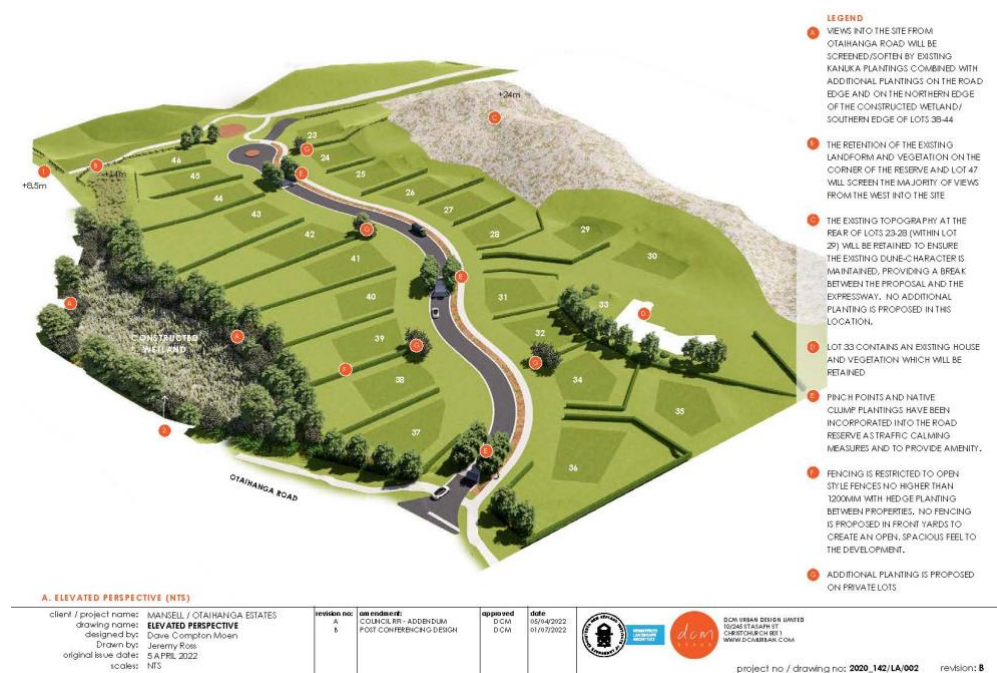 LEGEND
A
VIEWS INTO THE SITE FROM
OTAIHANGA ROAD WILL BE
SCREENED/SOFTEN BY EXISTING
KANUKA PLANTINGS COMBINED WITH
ADDITIONAL PLANTINGS ON THE ROAD
EDGE AND ON THE NORTHERN EDGE
OF THE CONSTRUCTED WETLAND/
SOUTHERN EDGE OF LOTS 38-44
THE RETENTION OF THE EXISTING
LANDFORM AND VEGETATION ON THE
CORNER OF THE RESERVE AND LOT 47
WILL SCREEN THE MAJORITY OF VIEWS
FROM THE WEST INTO THE SITE
C
THE EXISTING TOPOGRAPHY AT THE
REAR OF LOTS 23-28 (WITHIN LOT
29) WILL BE RETAINED TO ENSURE
THE EXISTING DUNE-CHARACTER IS
MAINTAINED, PROVIDING A BREAK
BETWEEN THE PROPOSAL AND THE
EXPRESSWAY. NO ADDITIONAL
PLANTING IS PROPOSED IN THIS
LOCATION.
D
LOT 33 CONTAINS AN EXISTING HOUSE
AND VEGETATION WHICH WILL BE
RETAINED
E
PINCH POINTS AND NATIVE
CLUMP PLANTINGS HAVE BEEN
INCORPORATED INTO THE ROAD
RESERVE AS TRAFFIC CALMING
MEASURES AND TO PROVIDE AMENITY.
F
FENCING IS RESTRICTED TO OPEN
STYLE FENCES NO HIGHER THAN
1200MM WITH HEDGE PLANTING
BETWEEN PROPERTIES. NO FENCING
IS PROPOSED IN FRONT YARDS TO
CREATE AN OPEN, SPACIOUS FEEL TO
THE DEVELOPMENT.
G
ADDITIONAL PLANTING IS PROPOSED
ON PRIVATE LOTS
+24m
C
+8.5m
23
24
25
26
27
28
29
30
31
32
33
34
35
36
37
38
39
40
41
42
43
44
45
46
A
A
E
E
E
G
G
CONSTRUCTED
WETLAND
OTAIHANGA ROAD
A. ELEVATED PERSPECTIVE (NTS)
client / project name: MANSELL / OTAIHANGA ESTATES
drawing name: ELEVATED PERSPECTIVE
designed by: Dave Compton Moen
Drawn by: Jeremy Ross
original issue date: 5 APRIL 2022
scales: NTS
revision no: amendment: approved date
A COUNCIL RFI - ADDENDUM DCM 05/04/2022
B POST CONFERENCING DESIGN DCM 01/07/2022
dcm
URBAN
DCM URBAN DESIGN LIMITED
10/245 ST ASAPH ST
CHRISTCHURCH 8011
WWW.DCMURBAN.COM
project no / drawing no: 2020_142/LA/002 revision: B